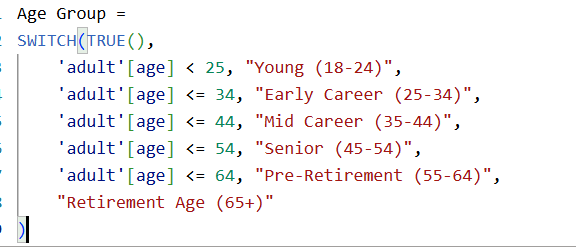 Age Group =
SWITCH(TRUE(),
'adult'[age] < 25, "Young (18-24)",
'adult'[age] <= 34, "Early Career (25-34)",
'adult'[age] <= 44, "Mid Career (35-44)",
'adult'[age] <= 54, "Senior (45-54)",
'adult'[age] <= 64, "Pre-Retirement (55-64)",
"Retirement Age (65+)"
)